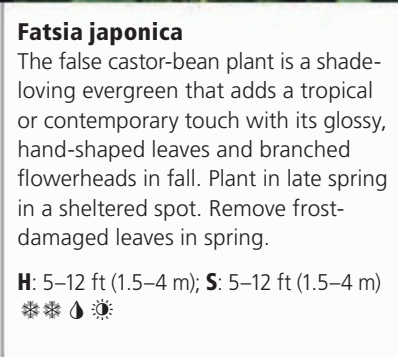 Fatsia japonica
The false castor-bean plant is a shade-
loving evergreen that adds a tropical
or contemporary touch with its glossy,
hand-shaped leaves and branched
flowerheads in fall. Plant in late spring
in a sheltered spot. Remove frost-
damaged leaves in spring.
H: 5–12 ft (1.5–4 m); S: 5–12 ft (1.5–4 m)